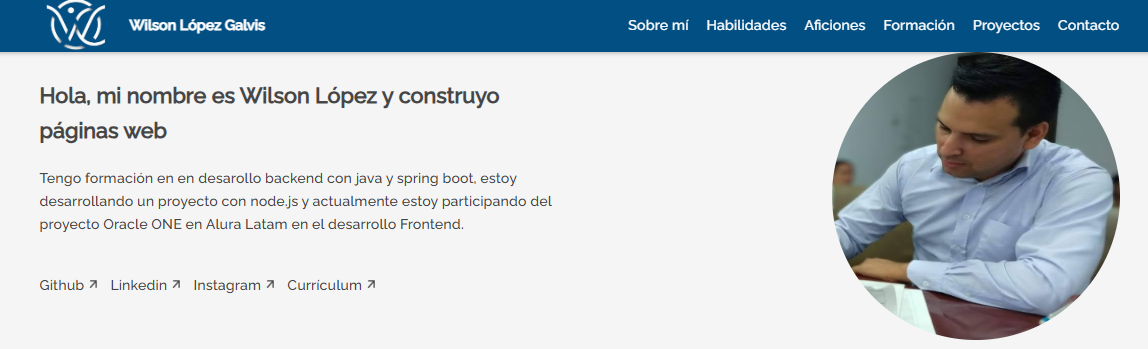 Wilson López Galvis
Sobre mí Habilidades Aficiones Formación Proyectos Contacto
Hola, mi nombre es Wilson López y construyo
páginas web
Tengo formación en en desarollo backend con java y spring boot, estoy
desarrollando un proyecto con node.js y actualmente estoy participando del
proyecto Oracle ONE en Alura Latam en el desarrollo Frontend.
Github Linkedin Instagram Currículum